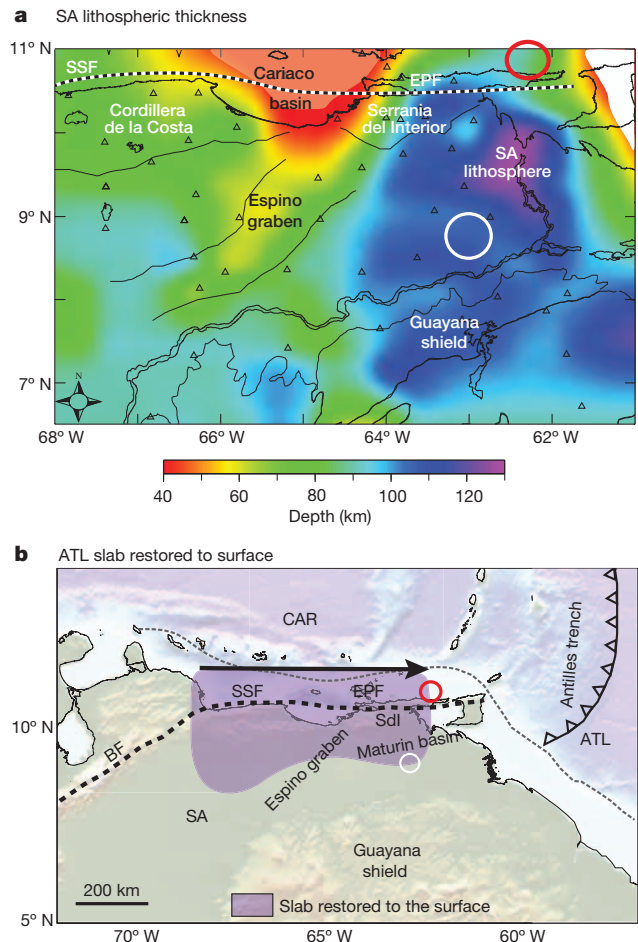 a SA lithospheric thickness
11° N
SSF
Cariaco
basin
EPF
Cordillera
de la Costa
Serrania
del Interior
SA
lithosphere
9° N
Espino
graben
Guayana
shield
7° N
N
68° W 66° W 64° W 62° W
40 60 80 100 120
Depth (km)
b ATL slab restored to surface
CAR
Antilles trench
SSF EPF
10° N
SdI
BF
Espino graben
Maturin basin
ATL
SA
Guayana
shield
200 km
Slab restored to the surface
5° N
70° W 65° W 60° W